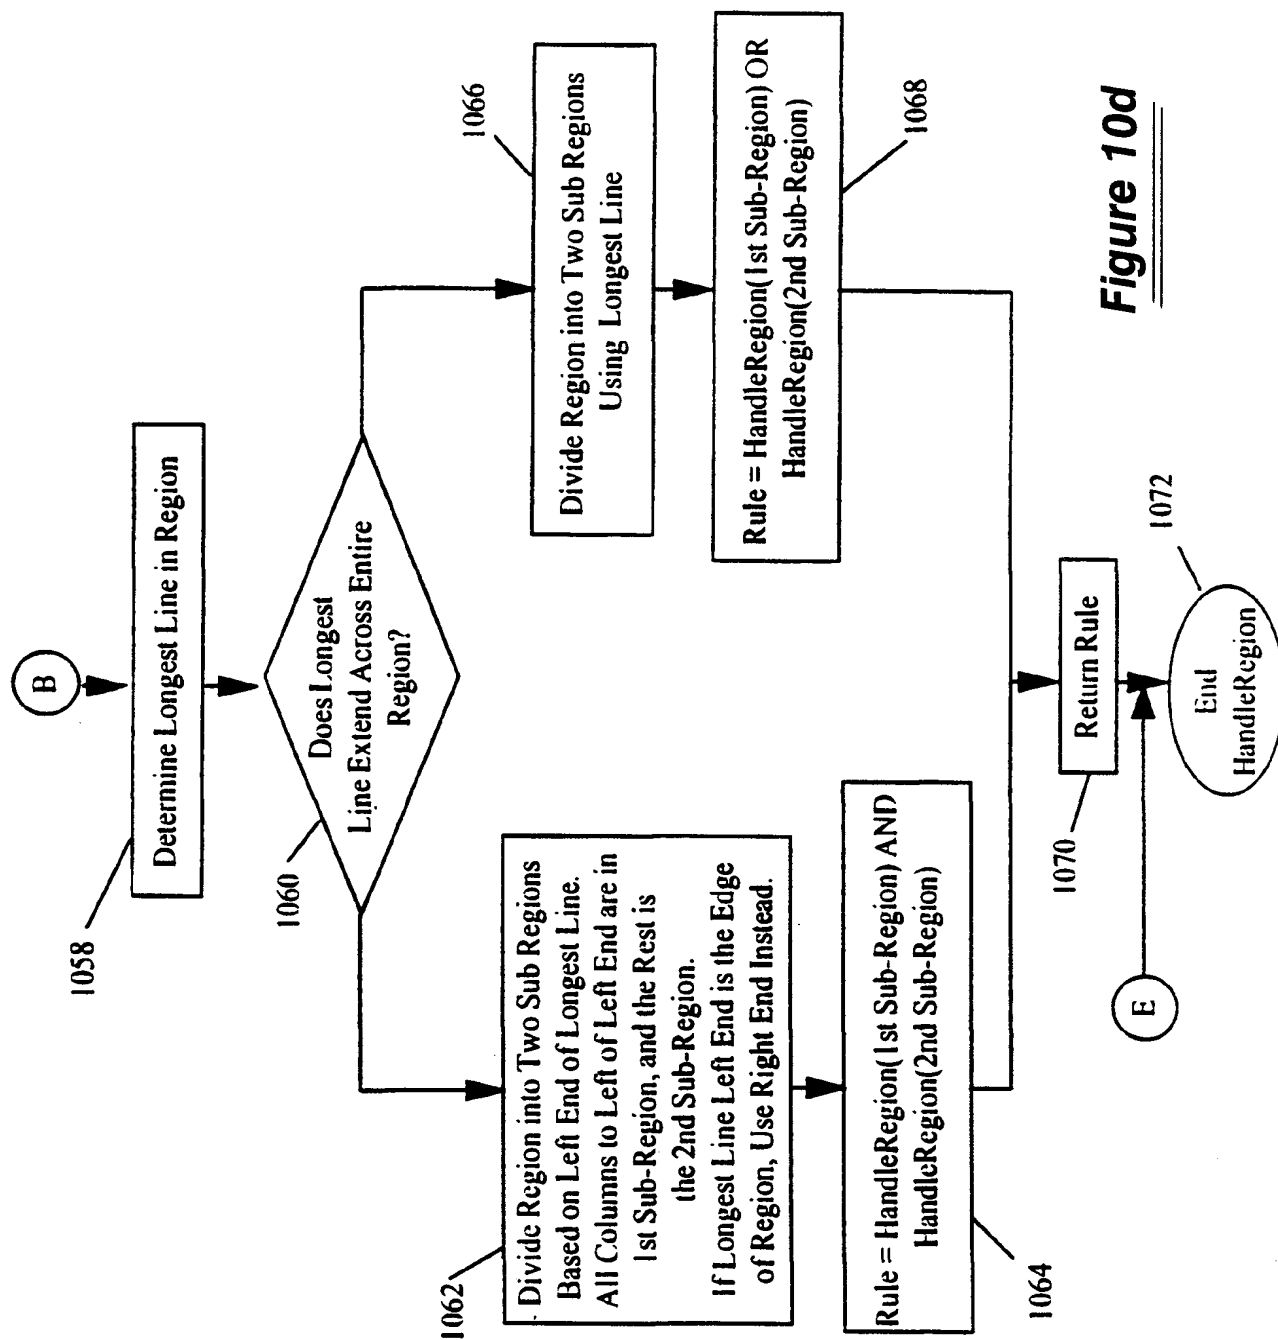 B
1058
Determine Longest Line in Region
1060
Does Longest
Line Extend Across Entire
Region?
1062
Divide Region into Two Sub Regions
Based on Left End of Longest Line.
All Columns to Left of Left End are in
1st Sub-Region, and the Rest is
the 2nd Sub-Region.
If Longest Line Left End is the Edge
of Region, Use Right End Instead.
1066
Divide Region into Two Sub Regions
Using Longest Line
1064
Rule = HandleRegion(1st Sub-Region) AND
HandleRegion(2nd Sub-Region)
Rule = HandleRegion(1st Sub-Region) OR
HandleRegion(2nd Sub-Region)
1068
1070
Return Rule
E
1072
End
HandleRegion
Figure 10d